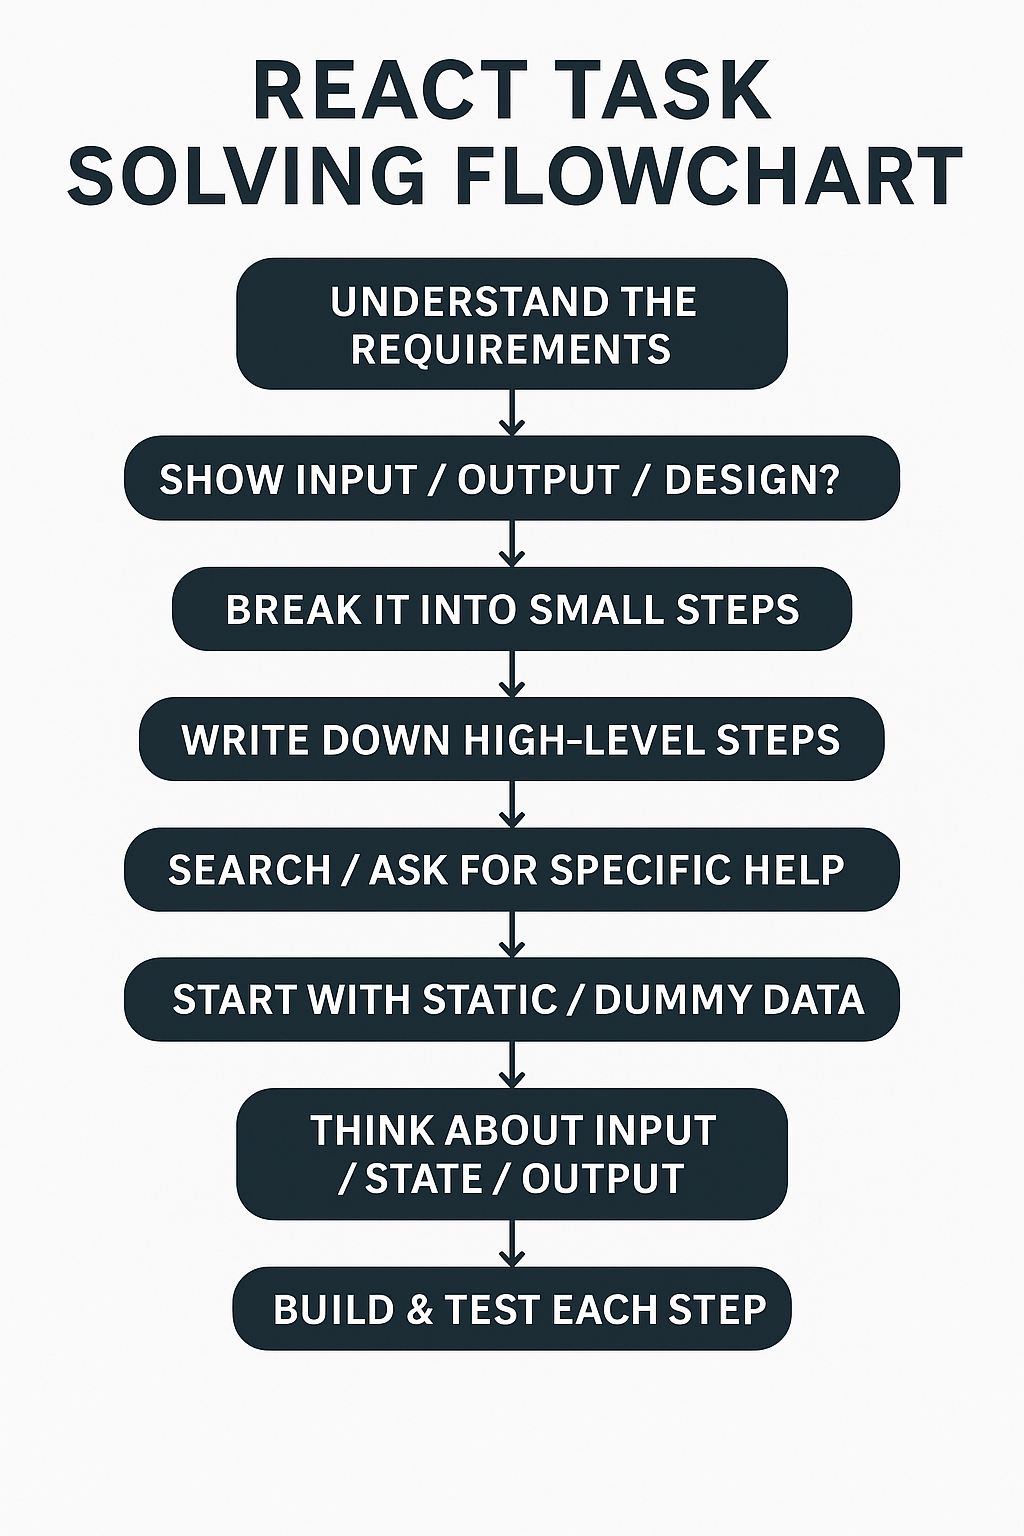 REACT TASK
SOLVING FLOWCHART
UNDERSTAND THE
REQUIREMENTS
SHOW INPUT / OUTPUT / DESIGN?
BREAK IT INTO SMALL STEPS
WRITE DOWN HIGH-LEVEL STEPS
SEARCH / ASK FOR SPECIFIC HELP
START WITH STATIC / DUMMY DATA
THINK ABOUT INPUT
/ STATE / OUTPUT
BUILD & TEST EACH STEP